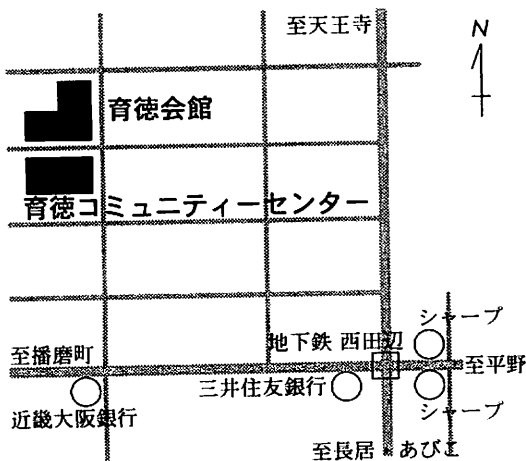 至天王寺
N
育徳会館
育徳コミュニティーセンター
シャープ
地下鉄 西田辺
至播磨町
至平野
三井住友銀行
近畿大阪銀行
シャープ
至長居・あびこ